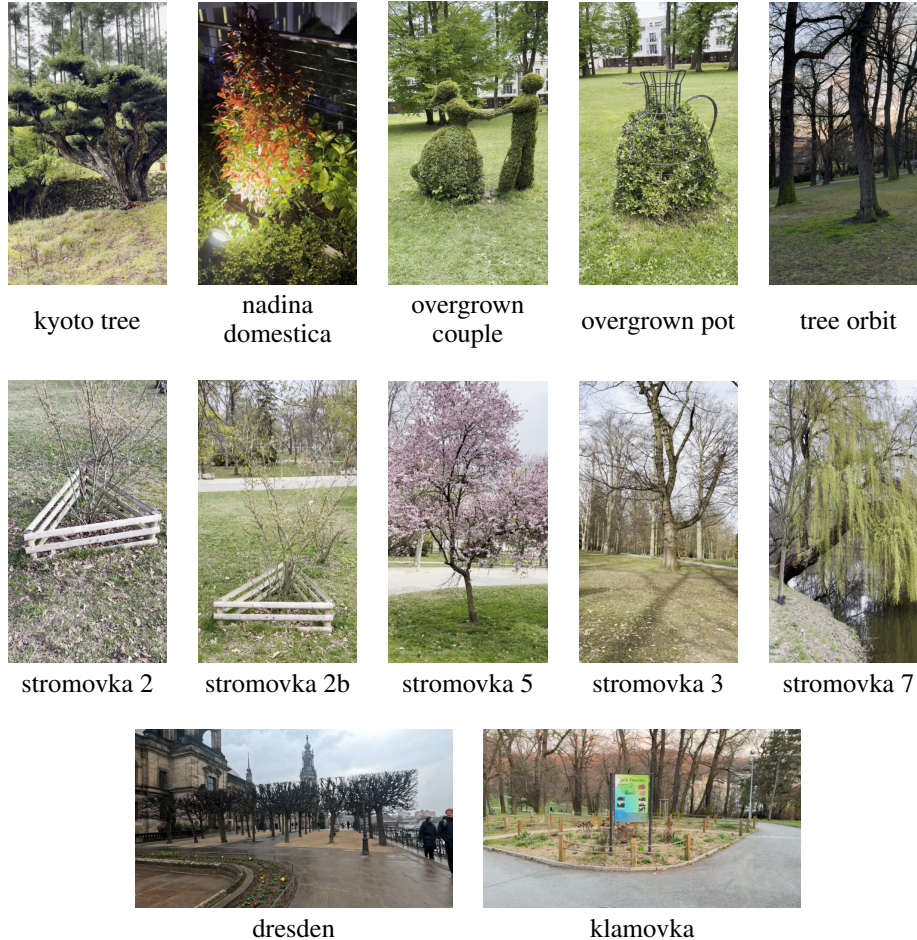 kyoto tree
nadina
domestica
overgrown
couple
overgrown pot
tree orbit
stromovka 2
stromovka 2b
stromovka 5
stromovka 3
stromovka 7
dresden
klamovka